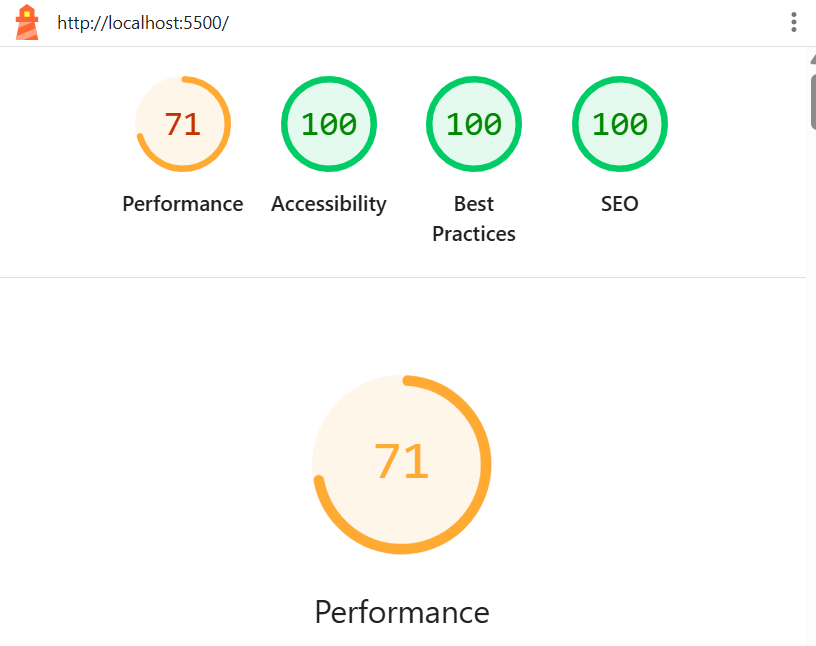 http://localhost:5500/
71 100 100 100
Performance Accessibility Best Practices SEO
71
Performance